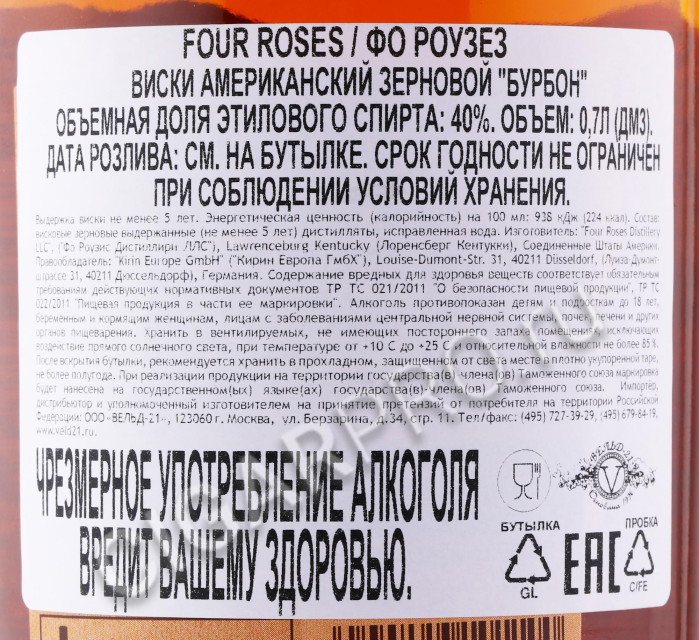 FOUR ROSES / ФО РОУЗЕЗ
ВИСКИ АМЕРИКАНСКИЙ ЗЕРНОВОЙ "БУРБОН"
ОБЪЕМНАЯ ДОЛЯ ЭТИЛОВОГО СПИРТА: 40%. ОБЪЕМ: 0,7Л (ДМ3).
ДАТА РОЗЛИВА: СМ. НА БУТЫЛКЕ. СРОК ГОДНОСТИ НЕ ОГРАНИЧЕН
ПРИ СОБЛЮДЕНИИ УСЛОВИЙ ХРАНЕНИЯ.
Выдержка виски не менее 5 лет. Энергетическая ценность (калорийность) на 100 мл: 938 кДж (224 ккал). Состав:
висковые зерновые выдержанные (не менее 5 лет) дистилляты, исправленная вода. Изготовитель: "Four Roses Distillery
LLC", ("Фо Роузис Дистиллири ЛЛС"), Lawrenceburg Kentucky (Лоренсберг Кентукки), Соединенные Штаты Америки.
Правообладатель: "Kirin Europe GmbH" ("Кирин Европа ГмбХ"), Louise-Dumont-Str. 31, 40211 Düsseldorf, (Луиза-Думонт-
штрассе 31, 40211 Дюссельдорф), Германия. Содержание вредных для здоровья веществ соответствует обязательным
требованиям действующих нормативных документов ТР ТС 021/2011 "О безопасности пищевой продукции", ТР ТС
022/2011 "Пищевая продукция в части ее маркировки". Алкоголь противопоказан детям и подросткам до 18 лет,
беременным и кормящим женщинам, лицам с заболеваниями центральной нервной системы, почек, печени и других
органов пищеварения. Хранить в вентилируемых, не имеющих постороннего запаха помещениях, исключающих
воздействие прямого солнечного света, при температуре от +10 С до +25 С и относительной влажности не более 85 %.
После вскрытия бутылки, рекомендуется хранить в прохладном, защищенном от света месте в плотно укупоренной таре,
не более полугода. При реализации продукции на территории государства(в) члена(ов) Таможенного союза маркировка
будет нанесена на государственном(ых) языке(ах) государства(в) члена(ов) Таможенного союза. Импортёр,
дистрибьютор и уполномоченный изготовителем на принятие претензий от потребителя на территории Российской
Федерации: ООО «ВЕЛЬД-21», 123060 г. Москва, ул. Берзарина, д.34, стр. 11. Тел/факс: (495) 727-39-29, (495) 679-84-19,
www.veld21.ru.
ЧРЕЗМЕРНОЕ УПОТРЕБЛЕНИЕ АЛКОГОЛЯ
ВРЕДИТ ВАШЕМУ ЗДОРОВЬЮ.
ВЕЛЬД-21
V
БУТЫЛКА
GL
EAC
ПРОБКА
C/FE
CIGARPRO.ru